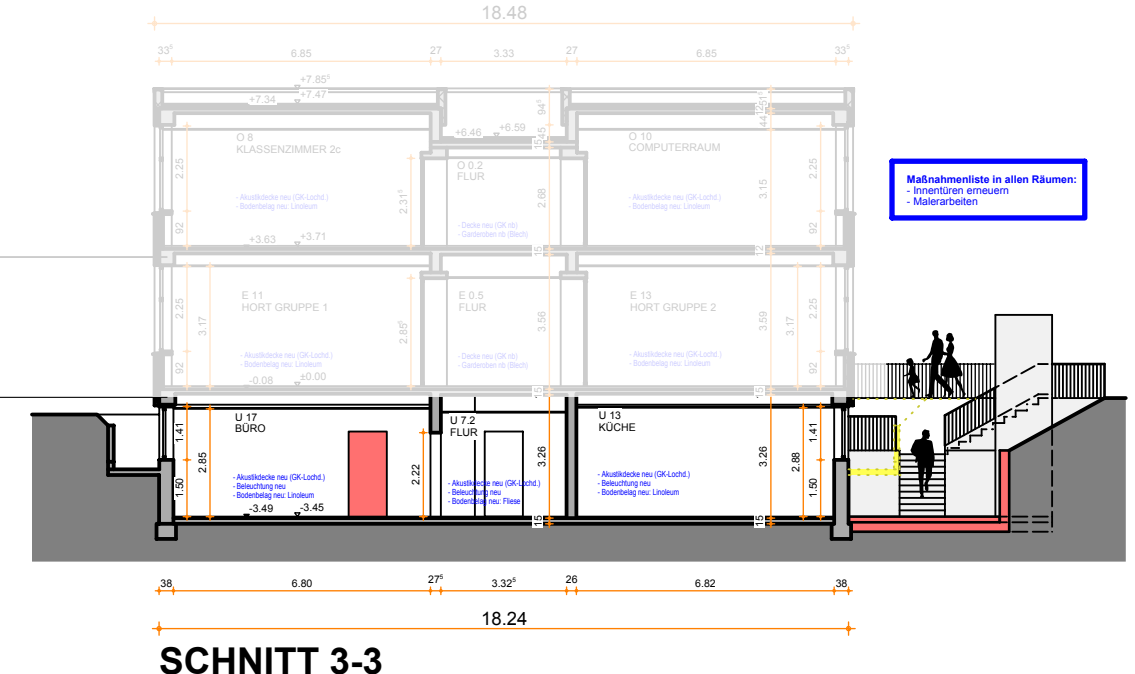 18.48
33⁵
6.85
27
3.33
27
6.85
33⁵
+7.85⁵
+7.34
+7.47
O 8
KLASSENZIMMER 2c
+6.46
+6.59
O 10
COMPUTERRAUM
O 0.2
FLUR
94⁵
45
15
44
2.25
2.31⁵
2.68
3.15
2.25
- Akustikdecke neu (GK-Lochd.)
- Bodenbelag neu: Linoleum
- Decke neu (GK nb)
- Garderoben nb (Blech)
- Akustikdecke neu (GK-Lochd.)
- Bodenbelag neu: Linoleum
92
92
+3.63
+3.71
15
12
Maßnahmenliste in allen Räumen:
- Innentüren erneuern
- Malerarbeiten
E 11
HORT GRUPPE 1
E 0.5
FLUR
E 13
HORT GRUPPE 2
2.25
3.17
2.85⁵
3.56
3.59
3.17
2.25
- Akustikdecke neu (GK-Lochd.)
- Bodenbelag neu: Linoleum
- Decke neu (GK nb)
- Garderoben nb (Blech)
- Akustikdecke neu (GK-Lochd.)
- Bodenbelag neu: Linoleum
92
92
-0.08
±0.00
15
15
U 17
BÜRO
U 7.2
FLUR
U 13
KÜCHE
1.41
2.85
1.50
2.22
3.26
3.26
2.88
1.41
1.50
- Akustikdecke neu (GK-Lochd.)
- Beleuchtung neu
- Bodenbelag neu: Linoleum
- Akustikdecke neu (GK-Lochd.)
- Beleuchtung neu
- Bodenbelag neu: Fliese
- Akustikdecke neu (GK-Lochd.)
- Beleuchtung neu
- Bodenbelag neu: Linoleum
-3.49
-3.45
15
15
38
6.80
27⁵
3.32⁵
26
6.82
38
18.24
SCHNITT 3-3